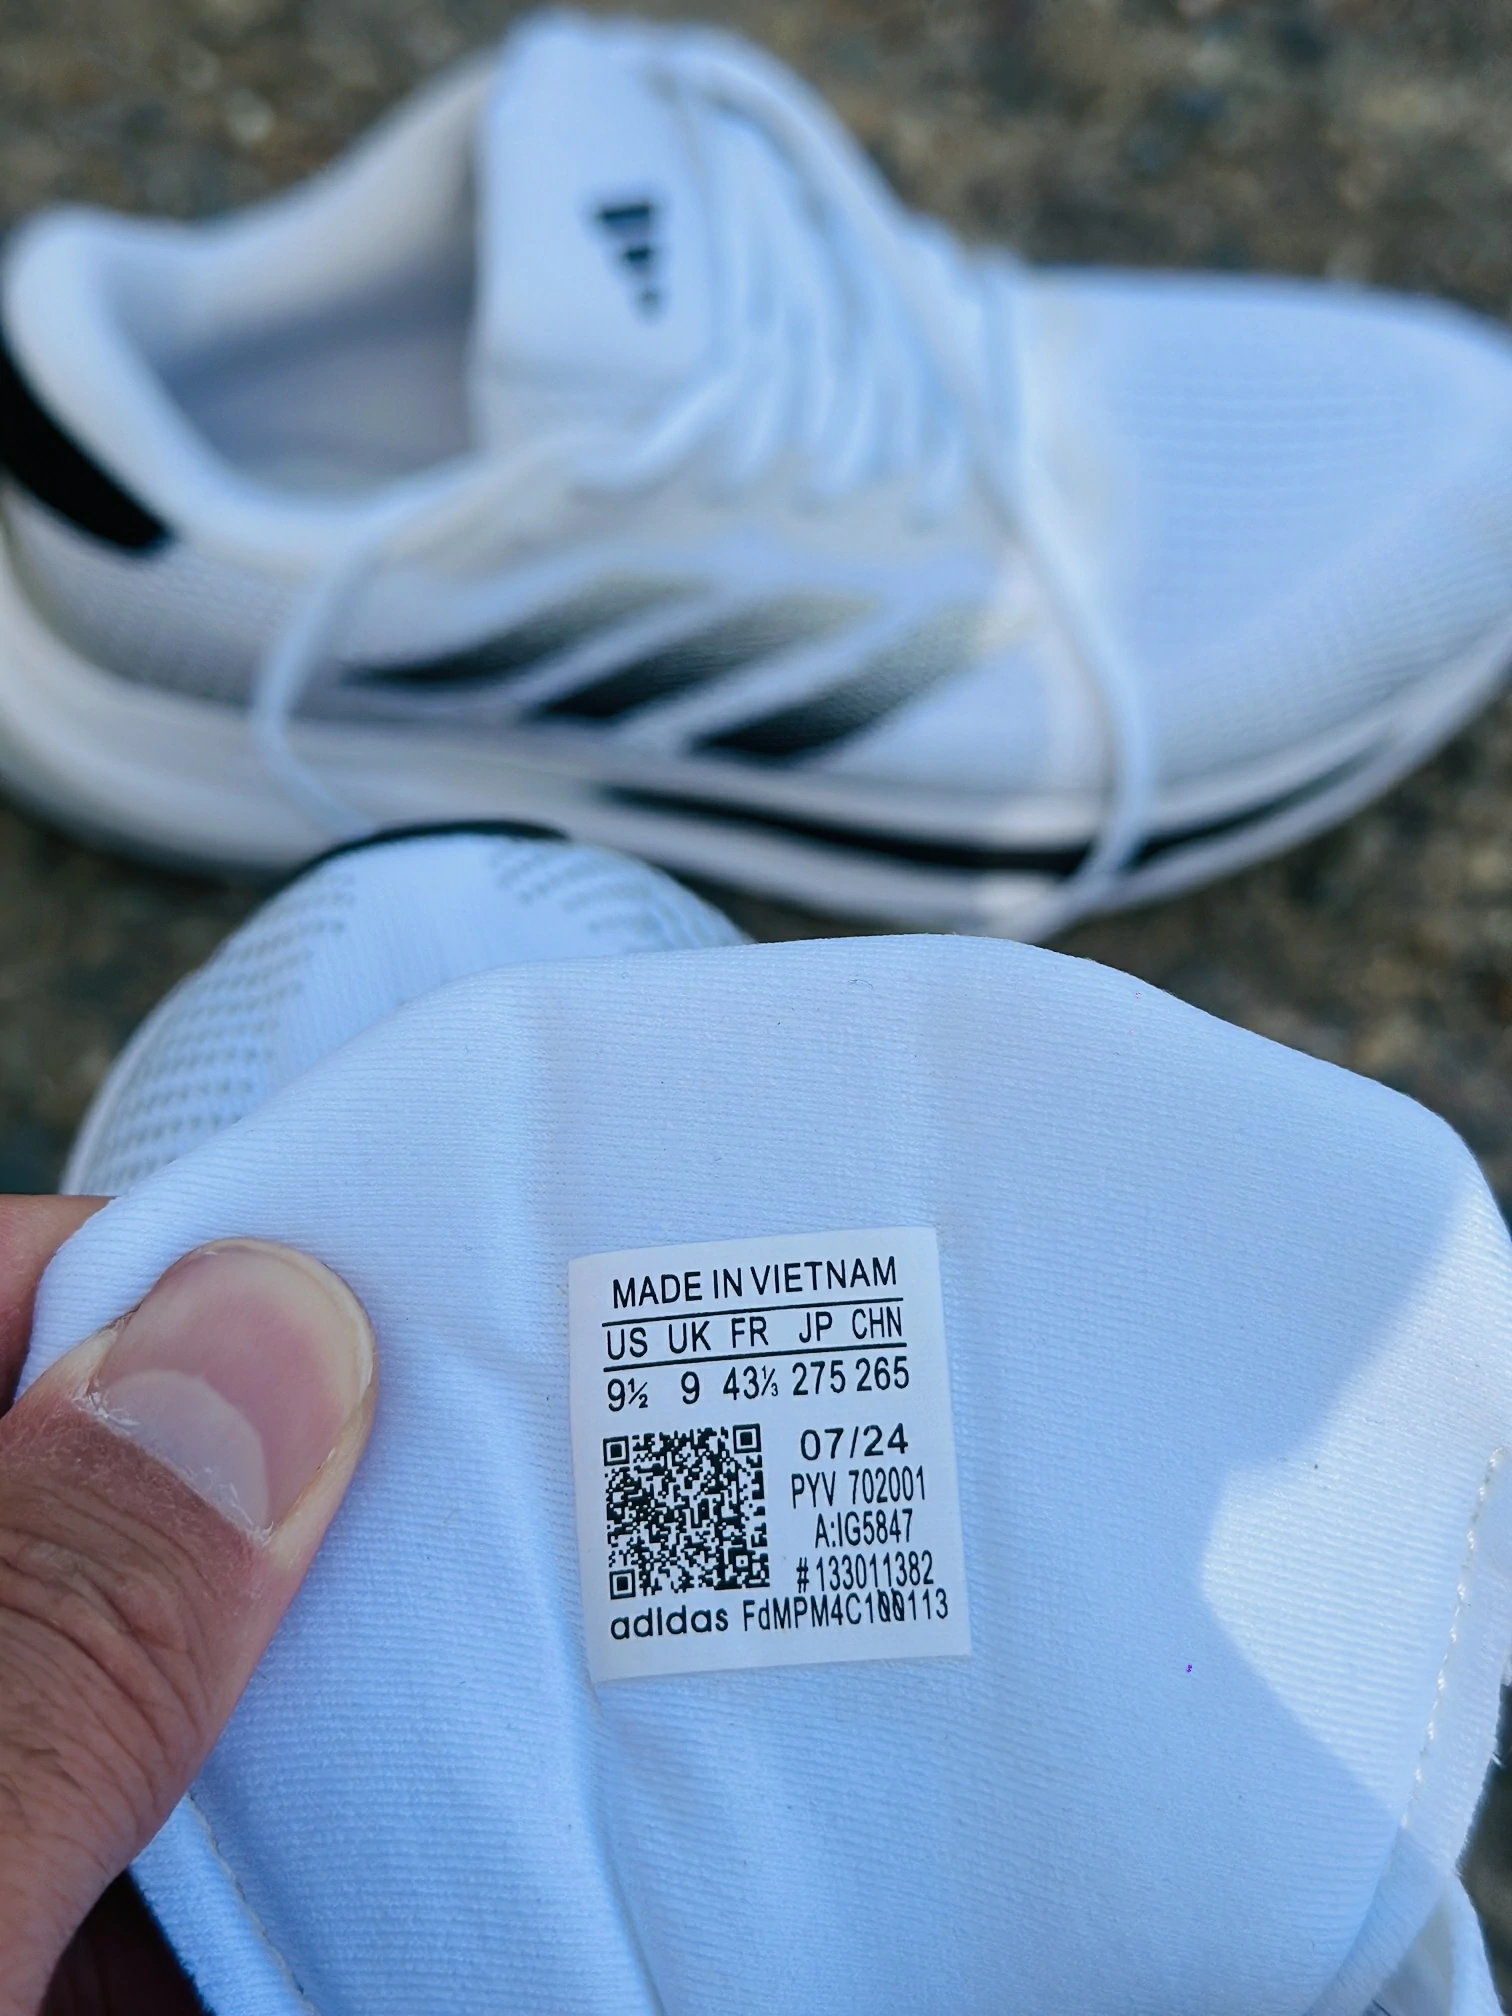 MADE IN VIETNAM
US UK FR JP CHN
9½ 9 43⅓ 275 265
07/24
PYV 702001
A:IG5847
#133011382
adidas FdMPM4C100113